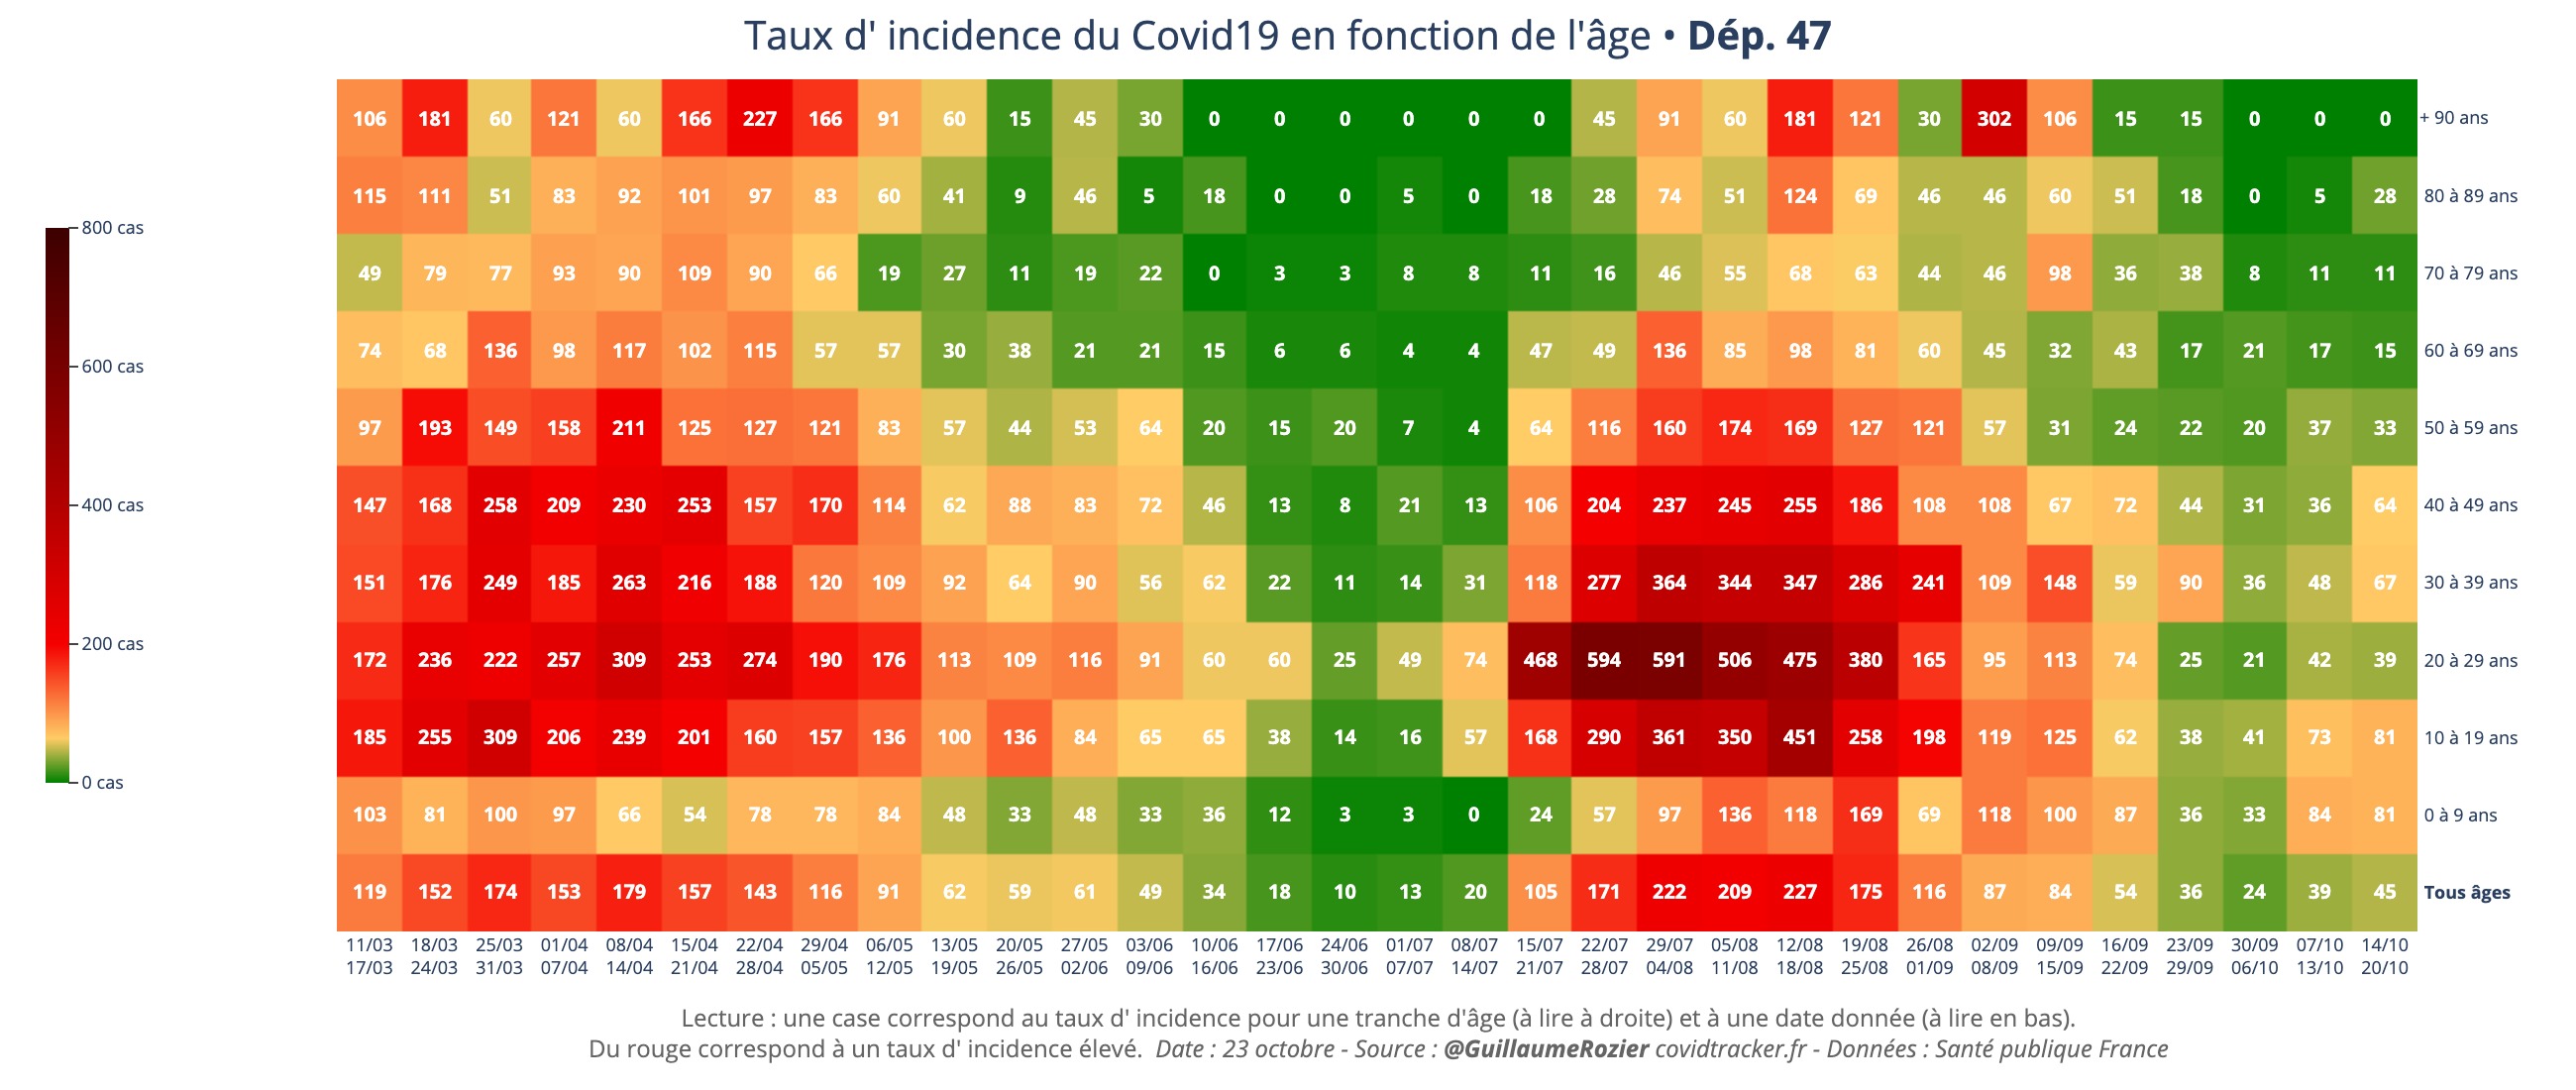 Taux d' incidence du Covid19 en fonction de l'âge • Dép. 47
800 cas
600 cas
400 cas
200 cas
0 cas
106 181 60 121 60 166 227 166 91 60 15 45 30 0 0 0 0 0 0 45 91 60 181 121 30 302 106 15 15 0 0 0 + 90 ans
115 111 51 83 92 101 97 83 60 41 9 46 5 18 0 0 5 0 18 28 74 51 124 69 46 46 60 51 18 0 5 28 80 à 89 ans
49 79 77 93 90 109 90 66 19 27 11 19 22 0 3 3 8 8 11 16 46 55 68 63 44 46 98 36 38 8 11 11 70 à 79 ans
74 68 136 98 117 102 115 57 57 30 38 21 21 15 6 6 4 4 47 49 136 85 98 81 60 45 32 43 17 21 17 15 60 à 69 ans
97 193 149 158 211 125 127 121 83 57 44 53 64 20 15 20 7 4 64 116 160 174 169 127 121 57 31 24 22 20 37 33 50 à 59 ans
147 168 258 209 230 253 157 170 114 62 88 83 72 46 13 8 21 13 106 204 237 245 255 186 108 108 67 72 44 31 36 64 40 à 49 ans
151 176 249 185 263 216 188 120 109 92 64 90 56 62 22 11 14 31 118 277 364 344 347 286 241 109 148 59 90 36 48 67 30 à 39 ans
172 236 222 257 309 253 274 190 176 113 109 116 91 60 60 25 49 74 468 594 591 506 475 380 165 95 113 74 25 21 42 39 20 à 29 ans
185 255 309 206 239 201 160 157 136 100 136 84 65 65 38 14 16 57 168 290 361 350 451 258 198 119 125 62 38 41 73 81 10 à 19 ans
103 81 100 97 66 54 78 78 84 48 33 48 33 36 12 3 3 0 24 57 97 136 118 169 69 118 100 87 36 33 84 81 0 à 9 ans
119 152 174 153 179 157 143 116 91 62 59 61 49 34 18 10 13 20 105 171 222 209 227 175 116 87 84 54 36 24 39 45 Tous âges
11/03 18/03 25/03 01/04 08/04 15/04 22/04 29/04 06/05 13/05 20/05 27/05 03/06 10/06 17/06 24/06 01/07 08/07 15/07 22/07 29/07 05/08 12/08 19/08 26/08 02/09 09/09 16/09 23/09 30/09 07/10 14/10
17/03 24/03 31/03 07/04 14/04 21/04 28/04 05/05 12/05 19/05 26/05 02/06 09/06 16/06 23/06 30/06 07/07 14/07 21/07 28/07 04/08 11/08 18/08 25/08 01/09 08/09 15/09 22/09 29/09 06/10 13/10 20/10
Lecture : une case correspond au taux d' incidence pour une tranche d'âge (à lire à droite) et à une date donnée (à lire en bas).
Du rouge correspond à un taux d' incidence élevé. Date : 23 octobre - Source : @GuillaumeRozier covidtracker.fr - Données : Santé publique France